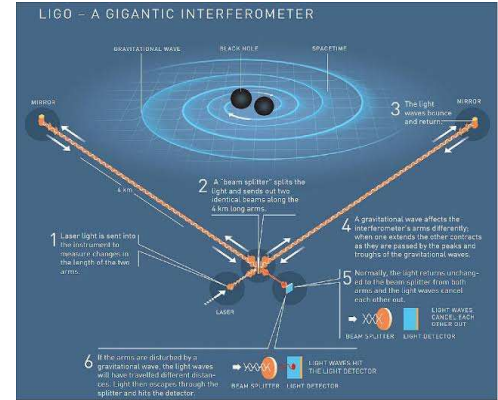 LIGO – A GIGANTIC INTERFEROMETER
GRAVITATIONAL WAVE
BLACK HOLE
SPACETIME
MIRROR
MIRROR
3 The light
waves bounce
and return.
4 km
2 A "beam splitter" splits the
light and sends out two
identical beams along the
4 km long arms.
1 Laser light is sent into
the instrument to
measure changes in
the length of the two
arms.
4 A gravitational wave affects the
interferometer's arms differently;
when one extends the other contracts
as they are passed by the peaks and
troughs of the gravitational waves.
5 Normally, the light returns unchang-
ed to the beam splitter from both
arms and the light waves cancel
each other out.
LASER
LIGHT WAVES
CANCEL EACH
OTHER OUT
BEAM SPLITTER
LIGHT DETECTOR
6 If the arms are disturbed by a
gravitational wave, the light waves
will have travelled different distan-
ces. Light then escapes through the
splitter and hits the detector.
LIGHT WAVES HIT
THE LIGHT DETECTOR
BEAM SPLITTER
LIGHT DETECTOR